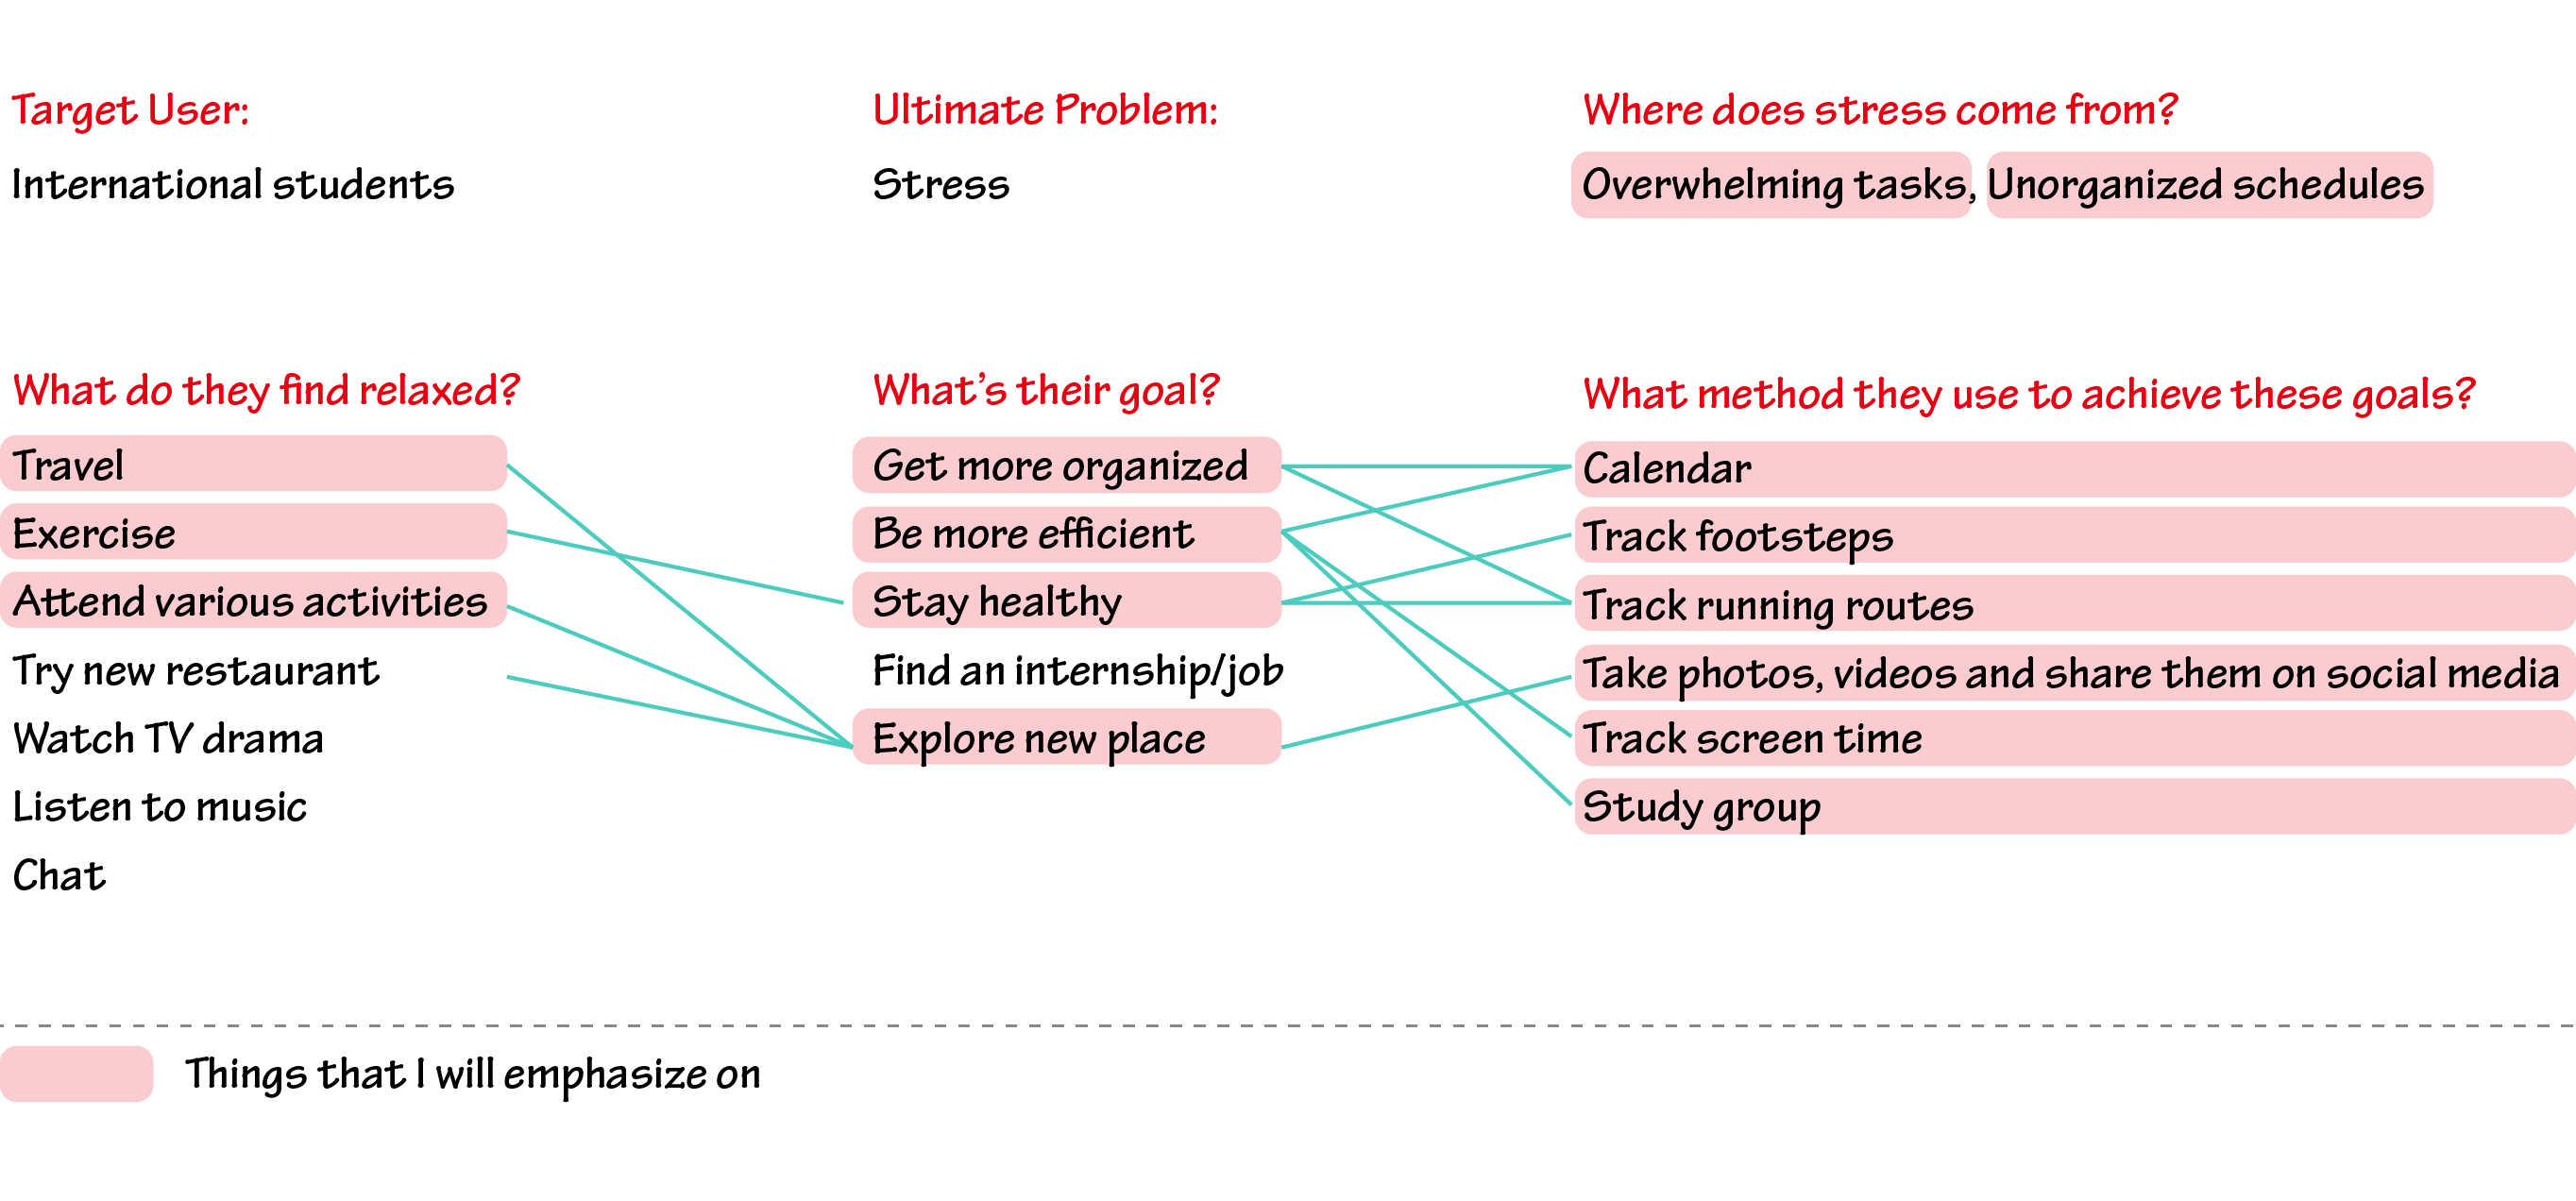 Target User:
International students
Ultimate Problem:
Stress
Where does stress come from?
Overwhelming tasks, Unorganized schedules
What do they find relaxed?
Travel
Exercise
Attend various activities
Try new restaurant
Watch TV drama
Listen to music
Chat
What's their goal?
Get more organized
Be more efficient
Stay healthy
Find an internship/job
Explore new place
What method they use to achieve these goals?
Calendar
Track footsteps
Track running routes
Take photos, videos and share them on social media
Track screen time
Study group
Things that I will emphasize on